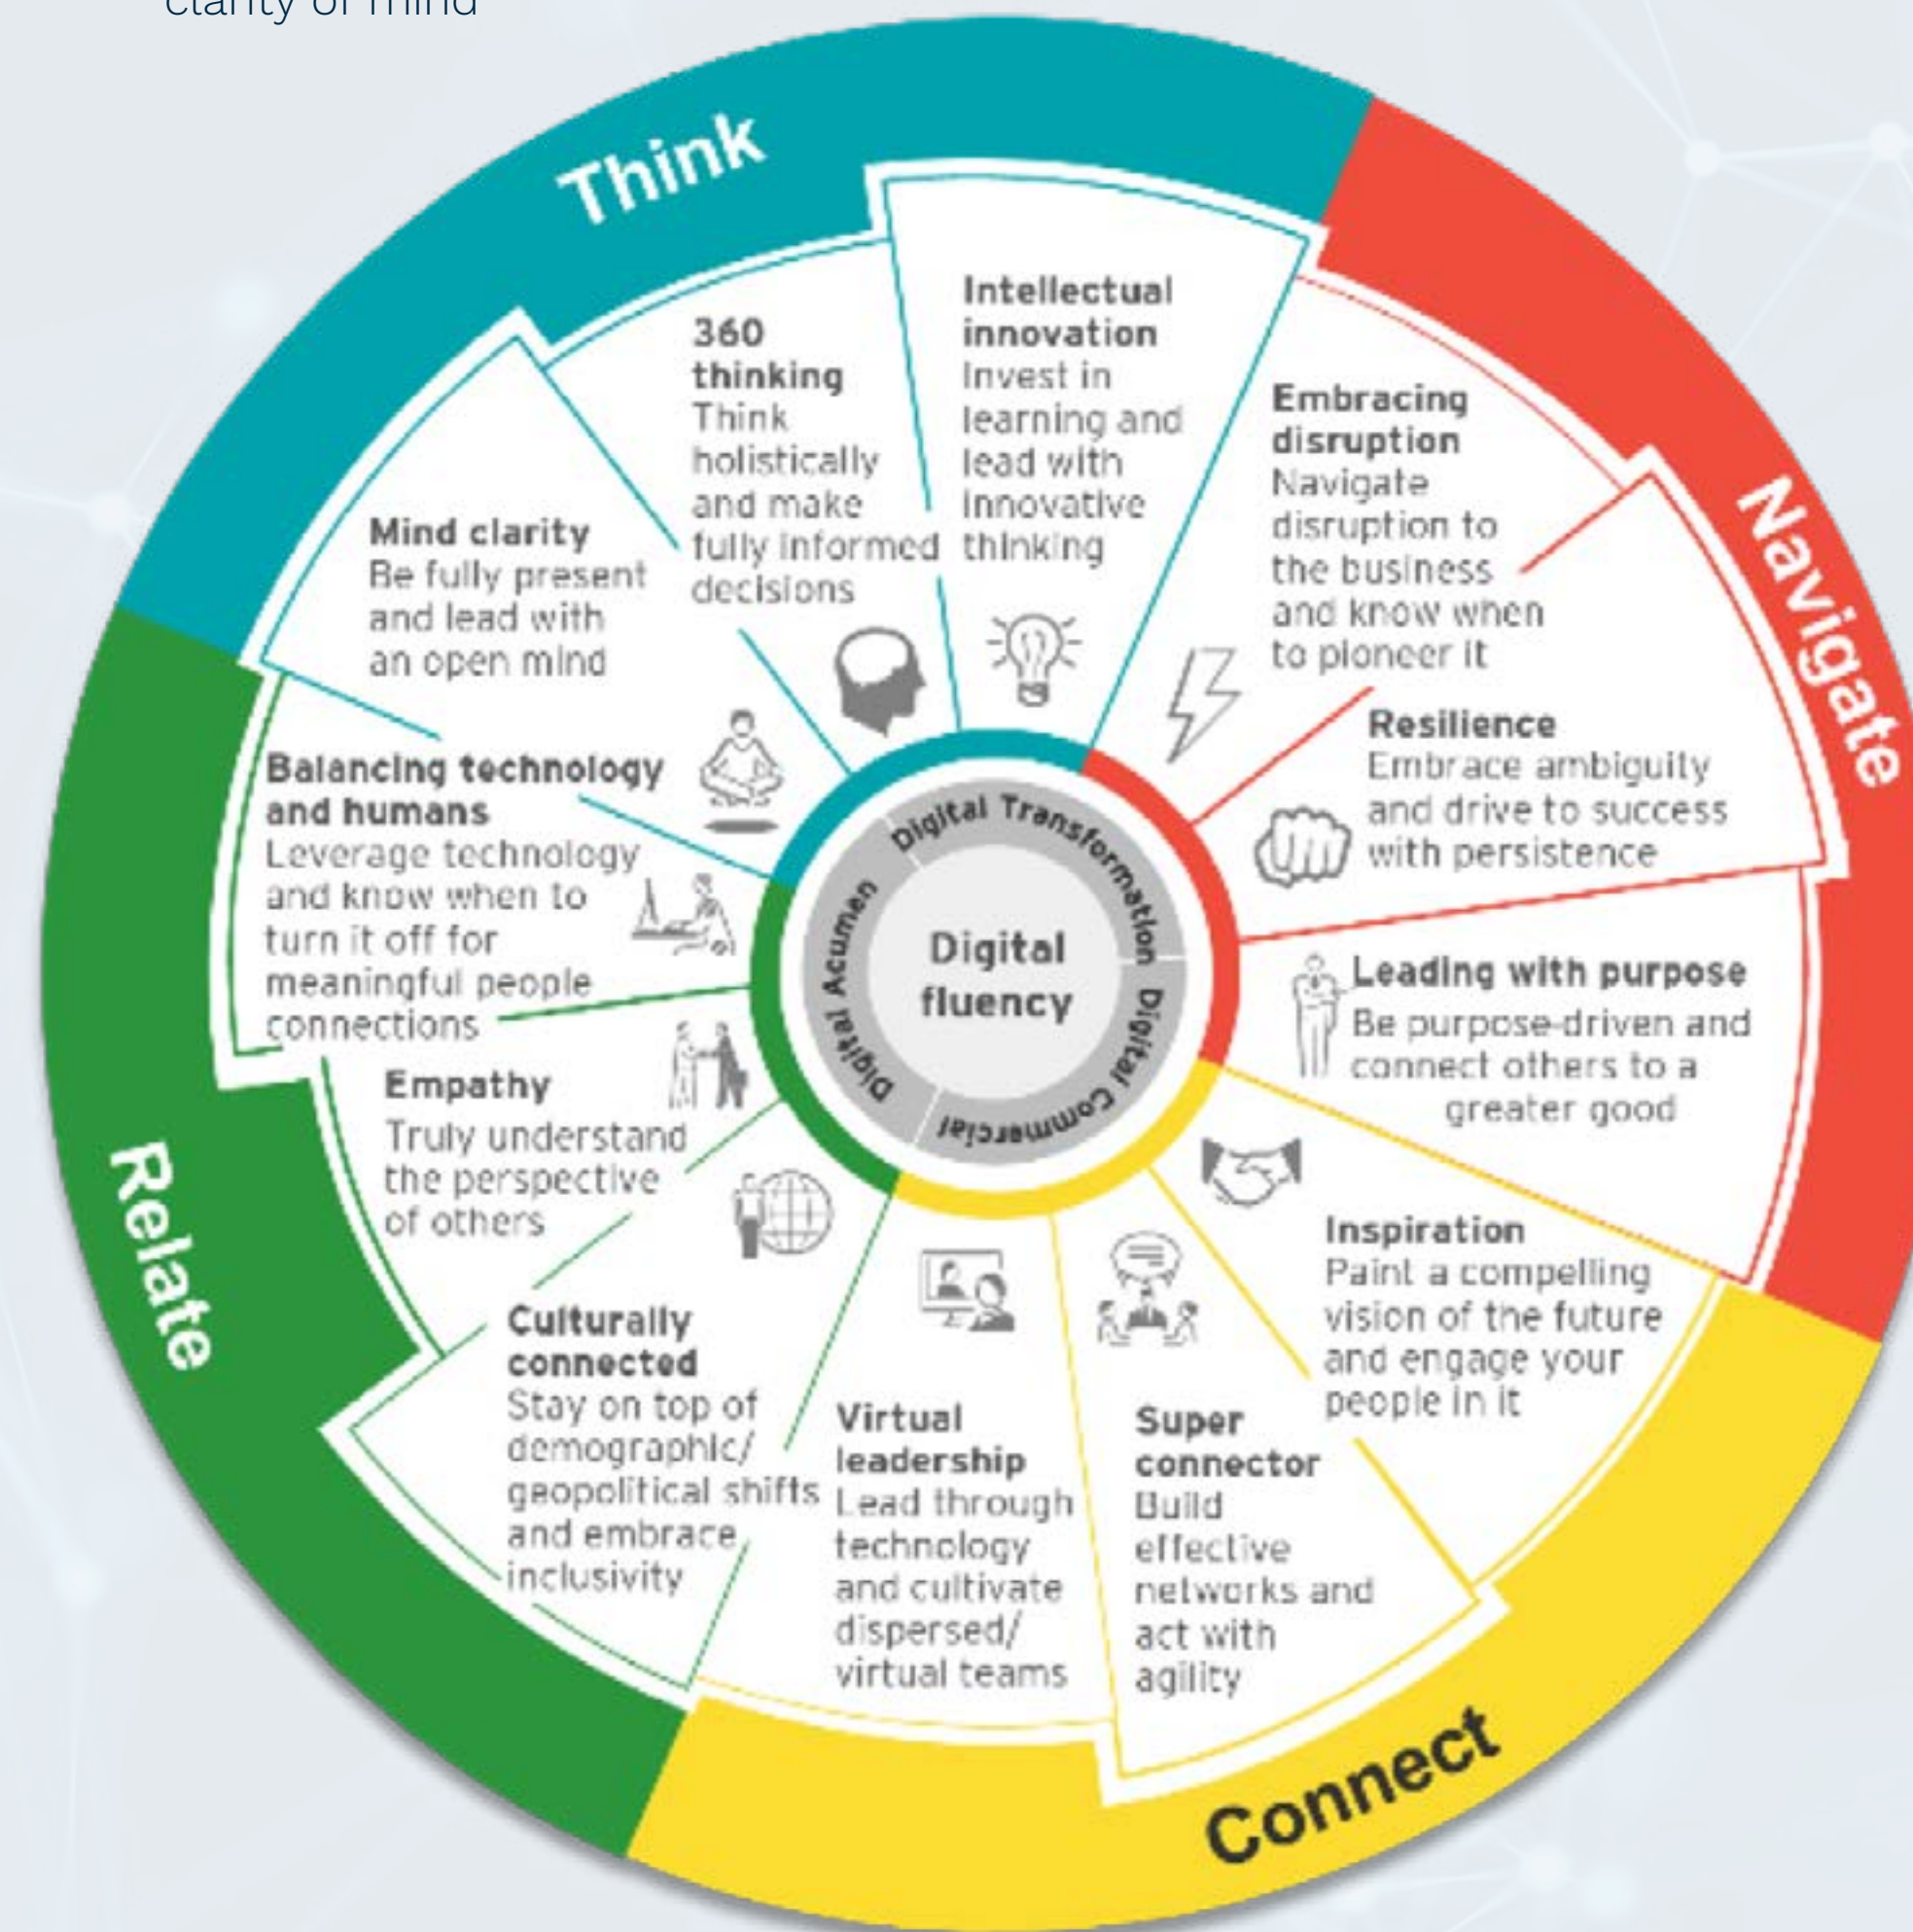 clarity of mind
Think
Intellectual
innovation
Invest in
learning and
lead with
innovative
thinking
360
thinking
Think
holistically
and make
fully informed
decisions
Mind clarity
Be fully present
and lead with
an open mind
Navigate
Embracing
disruption
Navigate
disruption to
the business
and know when
to pioneer it
Resilience
Embrace ambiguity
and drive to success
with persistence
Leading with purpose
Be purpose-driven and
connect others to a
greater good
Connect
Inspiration
Paint a compelling
vision of the future
and engage your
people in it
Super
connector
Build
effective
networks and
act with
agility
Virtual
leadership
Lead through
technology
and cultivate
dispersed/
virtual teams
Relate
Culturally
connected
Stay on top of
demographic/
geopolitical shifts
and embrace
inclusivity
Empathy
Truly understand
the perspective
of others
Balancing technology
and humans
Leverage technology
and know when to
turn it off for
meaningful people
connections
Digital Transformation
Digital Commercial
Digital Acumen
Digital
fluency